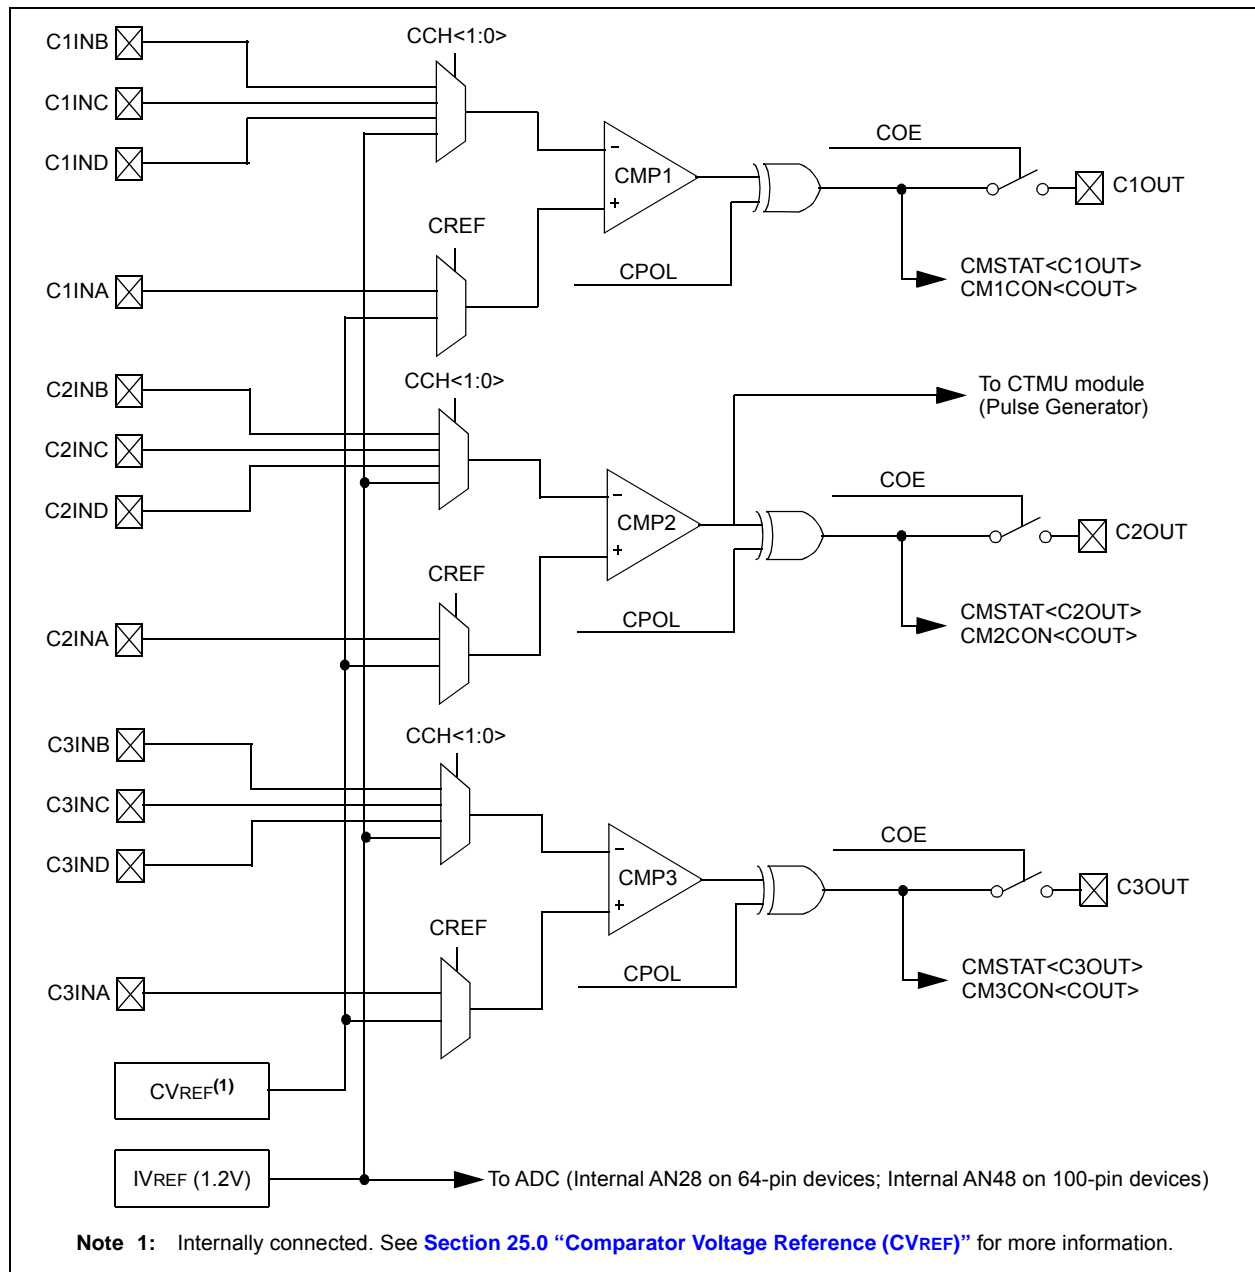 C1INB
CCH<1:0>
C1INC
C1IND
COE
−
CMP1
+
C1OUT
CREF
CPOL
CMSTAT<C1OUT>
CM1CON<COUT>
C1INA
C2INB
CCH<1:0>
To CTMU module
(Pulse Generator)
C2INC
C2IND
COE
−
CMP2
+
C2OUT
CREF
CPOL
CMSTAT<C2OUT>
CM2CON<COUT>
C2INA
C3INB
CCH<1:0>
C3INC
C3IND
COE
−
CMP3
+
C3OUT
CREF
CPOL
CMSTAT<C3OUT>
CM3CON<COUT>
C3INA
CVREF(1)
IVREF (1.2V)
To ADC (Internal AN28 on 64-pin devices; Internal AN48 on 100-pin devices)
Note 1: Internally connected. See Section 25.0 “Comparator Voltage Reference (CVREF)” for more information.